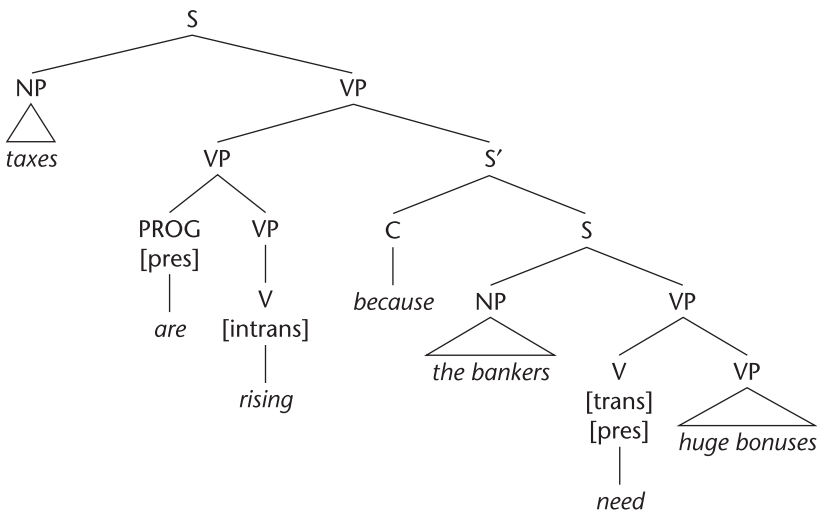 S
NP VP
taxes
VP S′
PROG VP C S
[pres]
V because NP VP
are [intrans]
the bankers V VP
rising [trans]
[pres] huge bonuses
need